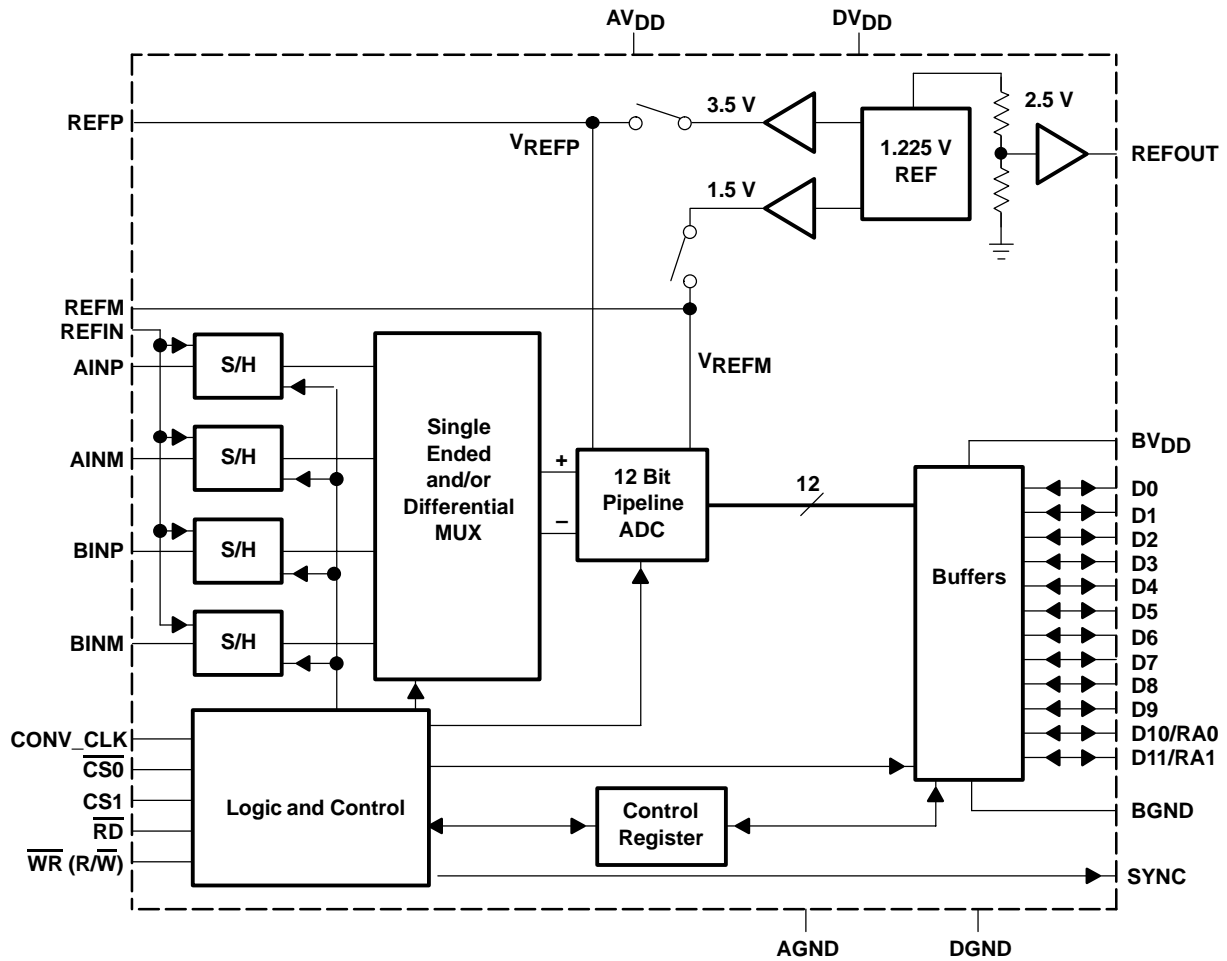 AVDD
DVDD
REFP
3.5 V
2.5 V
VREFP
1.225 V
REF
REFOUT
1.5 V
REFM
REFIN
AINP
S/H
VREFM
AINM
S/H
Single
Ended
and/or
Differential
MUX
+
–
12 Bit
Pipeline
ADC
12
BINP
S/H
BINM
S/H
Buffers
BVDD
D0
D1
D2
D3
D4
D5
D6
D7
D8
D9
D10/RA0
D11/RA1
BGND
CONV_CLK
C̅S̅0̅
CS1
R̅D̅
W̅R̅ (R/W̅)
Logic and Control
Control
Register
SYNC
AGND
DGND